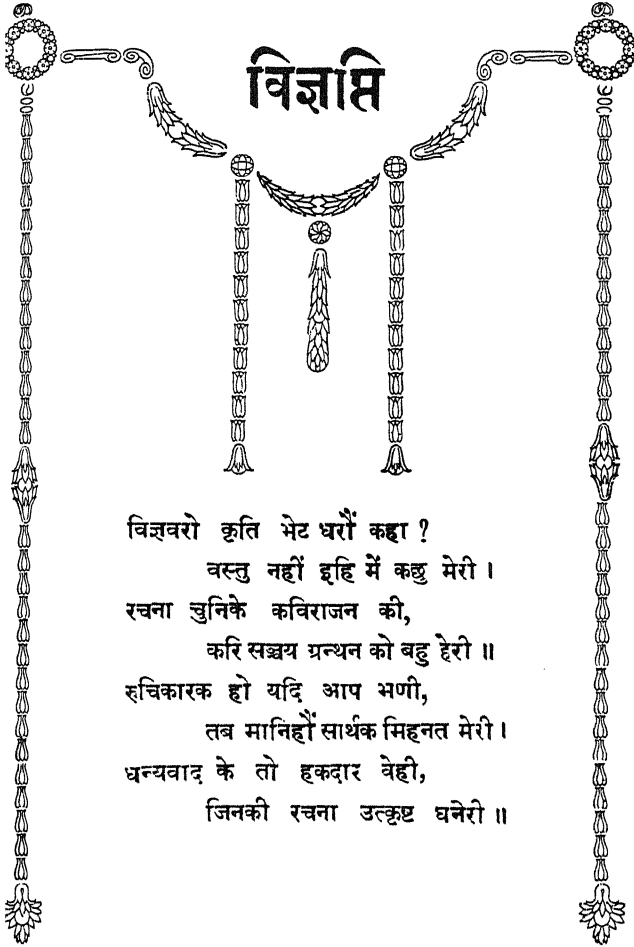 विज्ञप्ति
विज्ञवरो कृति भेट धरौं कहा ?
वस्तु नहीं इहि में कछु मेरी ।
रचना चुनिके कविराजन की,
करि सञ्चय ग्रन्थन को बहु हेरी ॥
रुचिकारक हो यदि आप भणी,
तब मानिहौं सार्थक मिहनत मेरी ।
धन्यवाद के तो हकदार वेही,
जिनकी रचना उत्कृष्ट घनेरी ॥